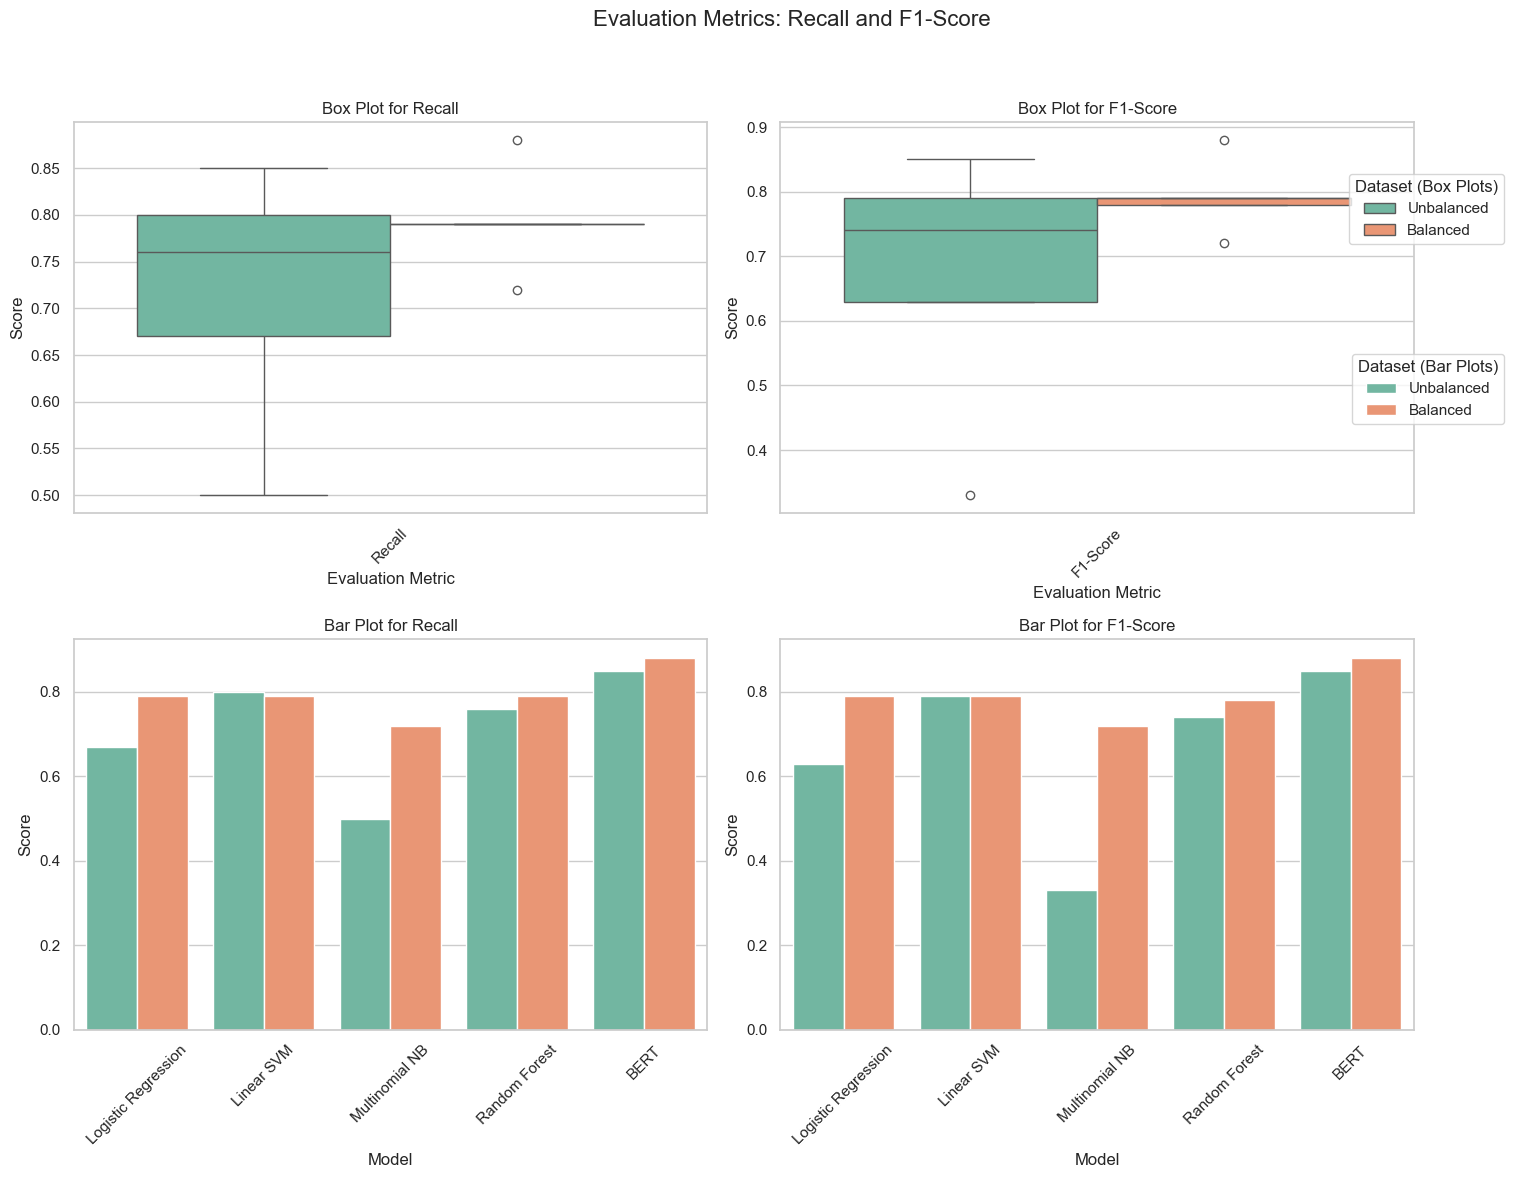 Evaluation Metrics: Recall and F1-Score
Box Plot for Recall
0.85
0.80
0.75
0.70
0.65
0.60
0.55
0.50
Score
Recall
Evaluation Metric
Box Plot for F1-Score
0.9
0.8
0.7
0.6
0.5
0.4
Score
F1-Score
Evaluation Metric
Dataset (Box Plots)
Unbalanced
Balanced
Dataset (Bar Plots)
Unbalanced
Balanced
Bar Plot for Recall
0.8
0.6
0.4
0.2
0.0
Score
Logistic Regression
Linear SVM
Multinomial NB
Random Forest
BERT
Model
Bar Plot for F1-Score
0.8
0.6
0.4
0.2
0.0
Score
Logistic Regression
Linear SVM
Multinomial NB
Random Forest
BERT
Model